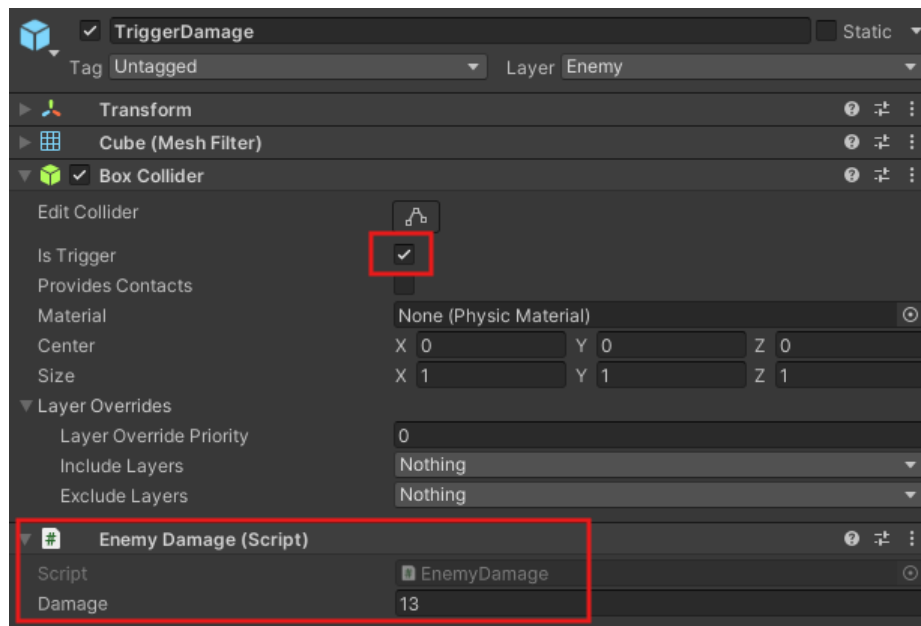 TriggerDamage Static
Tag Untagged Layer Enemy
Transform
Cube (Mesh Filter)
Box Collider
Edit Collider
Is Trigger
Provides Contacts
Material None (Physic Material)
Center X 0 Y 0 Z 0
Size X 1 Y 1 Z 1
Layer Overrides
Layer Override Priority 0
Include Layers Nothing
Exclude Layers Nothing
# Enemy Damage (Script)
Script # EnemyDamage
Damage 13